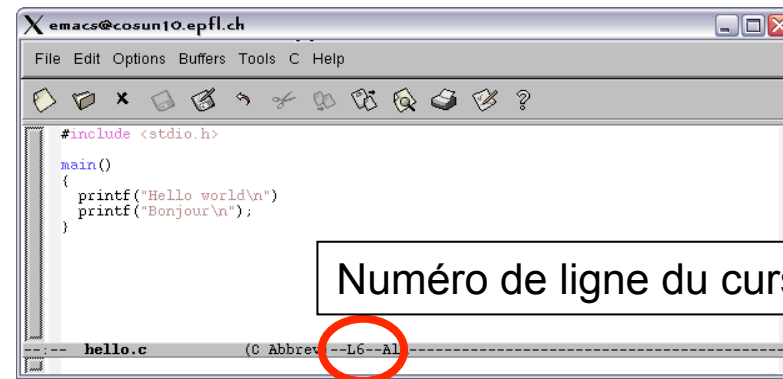 emacs@cosun10.epfl.ch
File Edit Options Buffers Tools C Help
#include <stdio.h>
main()
{
  printf("Hello world\n")
  printf("Bonjour\n");
}
Numéro de ligne du
--:-- hello.c (C Abbrev)--L6--All